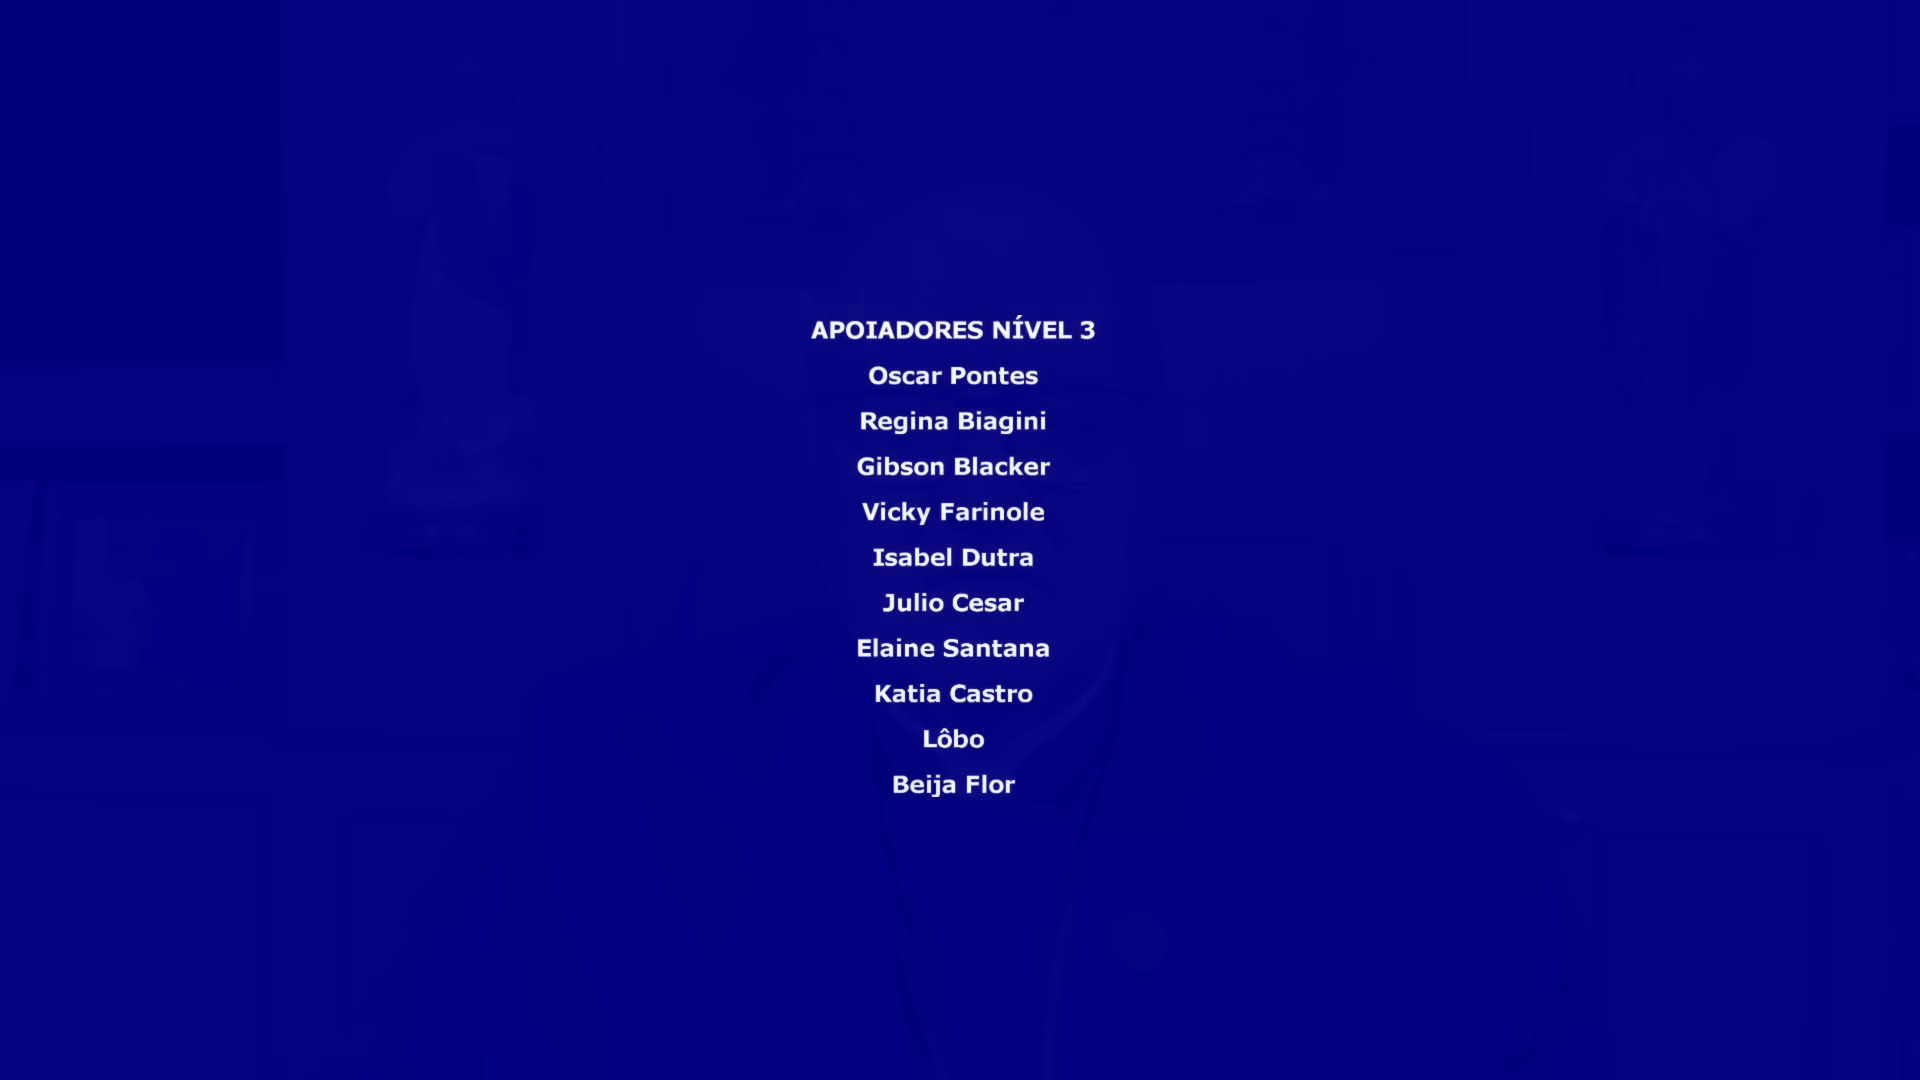 APOIADORES NÍVEL 3
Oscar Pontes
Regina Biagini
Gibson Blacker
Vicky Farinole
Isabel Dutra
Julio Cesar
Elaine Santana
Katia Castro
Lôbo
Beija Flor